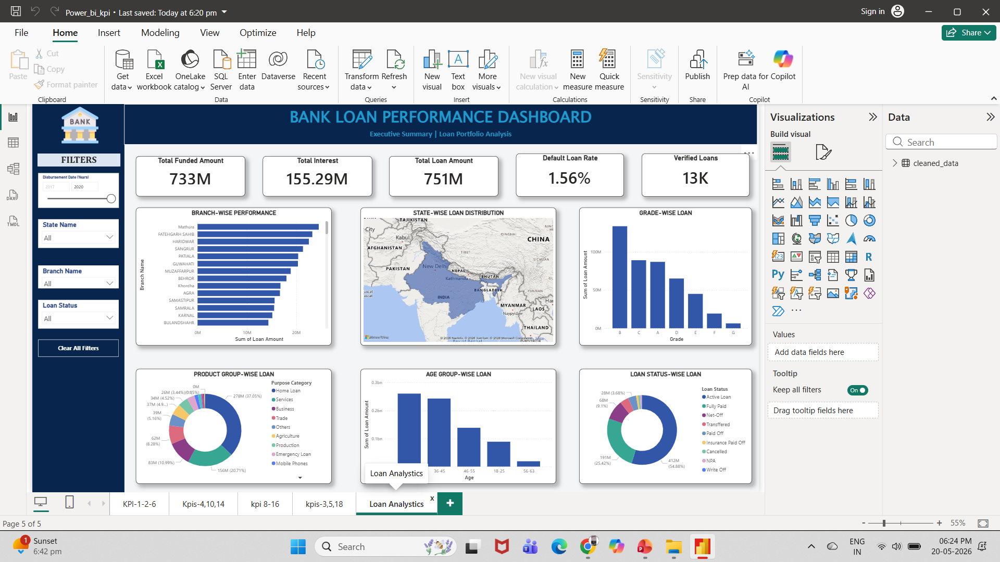 Power_bi_kpi • Last saved: Today at 6:20 pm
Sign in
File
Home
Insert
Modeling
View
Optimize
Help
Share
Paste
Cut
Copy
Format painter
Clipboard
Get data
Excel workbook
OneLake catalog
SQL Server
Enter data
Dataverse
Recent sources
Data
Transform data
Refresh
Queries
New visual
Text box
More visuals
Insert
New visual calculation
New measure
Quick measure
Calculations
Sensitivity
Sensitivity
Publish
Share
Prep data for AI
Copilot
Copilot
BANK
FILTERS
Disbursement Date (Years)
2017
2020
State Name
All
Branch Name
All
Loan Status
All
Clear All Filters
BANK LOAN PERFORMANCE DASHBOARD
Executive Summary | Loan Portfolio Analysis
Total Funded Amount
733M
Total Interest
155.29M
Total Loan Amount
751M
Default Loan Rate
1.56%
Verified Loans
13K
BRANCH-WISE PERFORMANCE
Branch Name
Mathura
FATEHGARH SAHIB
HARIDWAR
SANGRUR
PATIALA
GUWAHATI
MUZAFFARPUR
BEHROR
Khordha
AGRA
SAMASTIPUR
SAMRALA
KARNAL
BULANDSHAHR
0M
10M
20M
Sum of Loan Amount
STATE-WISE LOAN DISTRIBUTION
TAJIKISTAN
City
Kabul
QINGHAI
CHINA
AFGHANISTAN
TIBET
SICHUAN
PAKISTAN
New Delhi
NEPAL
Kathmandu
BHUTAN
BANGLADESH
YUNNAN
INDIA
MYANMAR
Naypyidaw
LAOS
THAILAND
Bay of Bengal
Bangkok
© 2026 NavInfo, © 2026 TomTom, © 2026 Microsoft Corporation, Terms
GRADE-WISE LOAN
Sum of Loan Amount
100M
50M
0M
B
C
A
D
E
F
G
Grade
PRODUCT GROUP-WISE LOAN
0M
26M (3.44%)
(0.05%)
34M (4.52%)
37M (4.9...)
39M (5.16%)
62M (8.28%)
83M (10.99%)
278M (37.05%)
156M (20.71%)
Purpose Category
Home Loan
Services
Business
Trade
Others
Agriculture
Production
Emergency Loan
Mobile Phones
AGE GROUP-WISE LOAN
Sum of Loan Amount
0.3bn
0.2bn
0.1bn
36-45
46-55
18-25
56-63
Age
Loan Analystics
LOAN STATUS-WISE LOAN
28M (3.68%)
68M (9.1%)
191M (25.42%)
412M (54.88%)
Loan Status
Active Loan
Fully Paid
Net-Off
Transffered
Paid Off
Insurance Paid Off
Cancelled
NPA
Write Off
Visualizations
Build visual
Values
Add data fields here
Tooltip
Keep all filters
On
Drag tooltip fields here
Data
Search
cleaned_data
DAX
TMDL
123
R
Py
KPI-1-2-6
Kpis-4,10,14
kpi 8-16
kpis-3,5,18
Loan Analystics
x
Page 5 of 5
- + 55%
1
Sunset
6:42 pm
Search
ENG
IN
06:24 PM
20-05-2026